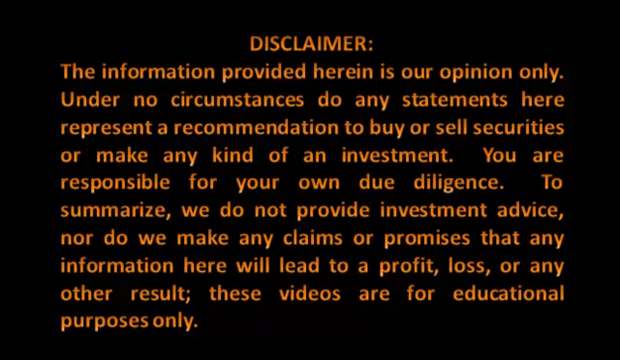 DISCLAIMER:
The information provided herein is our opinion only.
Under no circumstances do any statements here
represent a recommendation to buy or sell securities
or make any kind of an investment. You are
responsible for your own due diligence. To
summarize, we do not provide investment advice,
nor do we make any claims or promises that any
information here will lead to a profit, loss, or any
other result; these videos are for educational
purposes only.